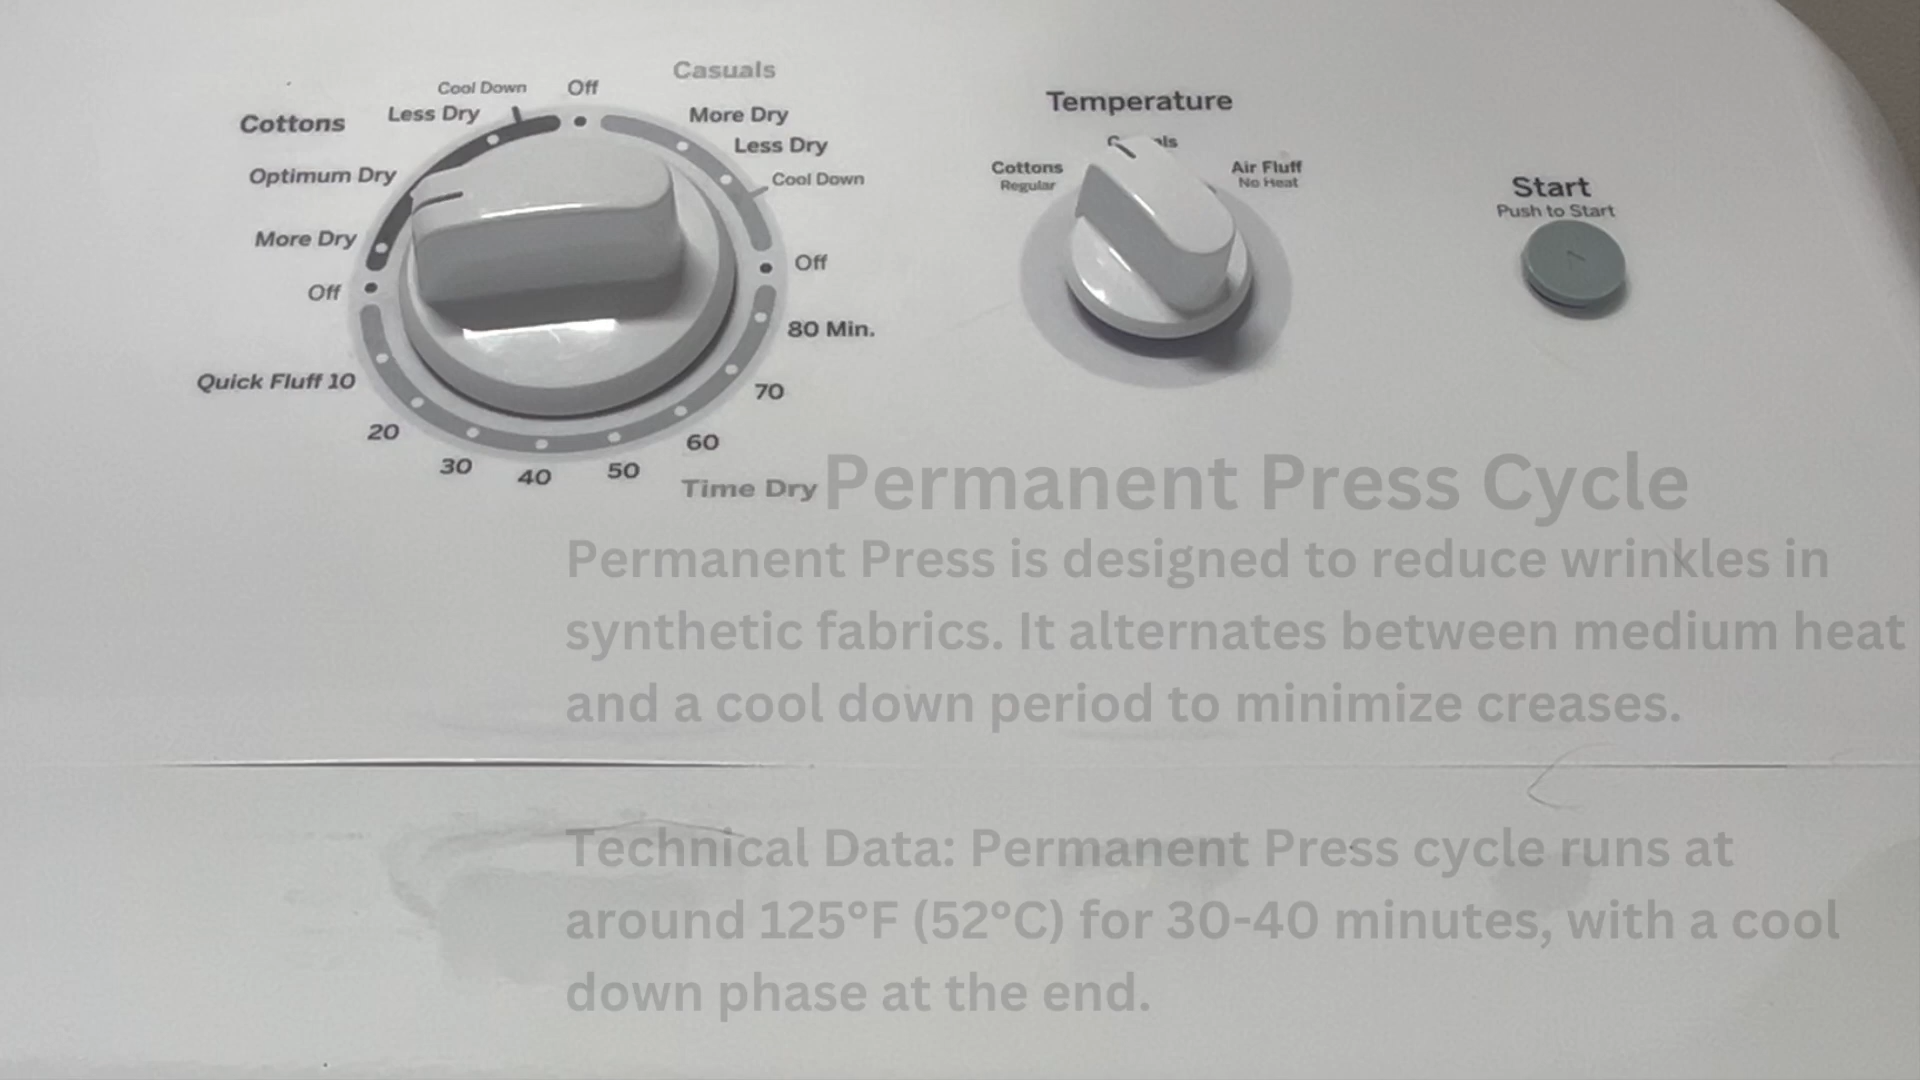 Casuals
Cool Down
Off
Cottons
Less Dry
More Dry
Less Dry
Optimum Dry
Cool Down
More Dry
Off
Off
80 Min.
Quick Fluff 10
70
20
60
30
40
50
Time Dry
Temperature
Cottons
Regular
Air Fluff
No Heat
Start
Push to Start
Permanent Press Cycle
Permanent Press is designed to reduce wrinkles in
synthetic fabrics. It alternates between medium heat
and a cool down period to minimize creases.
Technical Data: Permanent Press cycle runs at
around 125°F (52°C) for 30-40 minutes, with a cool
down phase at the end.